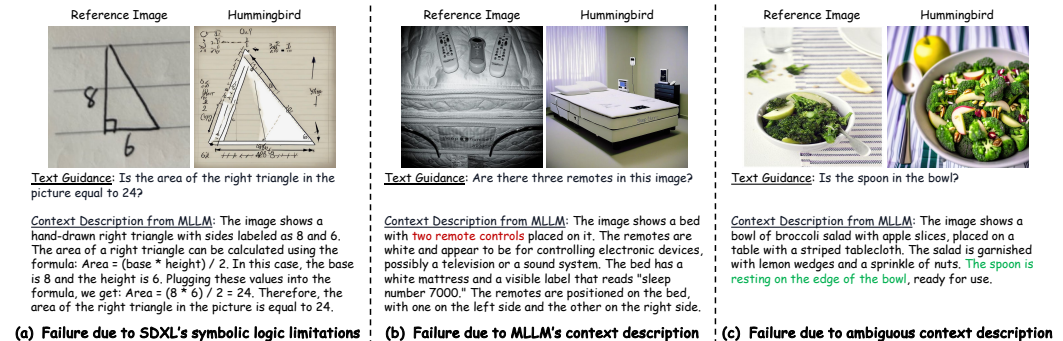 Reference Image Hummingbird
8
6
Text Guidance: Is the area of the right triangle in the
picture equal to 24?
Context Description from MLLM: The image shows a
hand-drawn right triangle with sides labeled as 8 and 6.
The area of a right triangle can be calculated using the
formula: Area = (base * height) / 2. In this case, the base
is 8 and the height is 6. Plugging these values into the
formula, we get: Area = (8 * 6) / 2 = 24. Therefore, the
area of the right triangle in the picture is equal to 24.
(a) Failure due to SDXL's symbolic logic limitations
Reference Image Hummingbird
Text Guidance: Are there three remotes in this image?
Context Description from MLLM: The image shows a bed
with two remote controls placed on it. The remotes are
white and appear to be for controlling electronic devices,
possibly a television or a sound system. The bed has a
white mattress and a visible label that reads "sleep
number 7000." The remotes are positioned on the bed,
with one on the left side and the other on the right side.
(b) Failure due to MLLM's context description
Reference Image Hummingbird
Text Guidance: Is the spoon in the bowl?
Context Description from MLLM: The image shows a
bowl of broccoli salad with apple slices, placed on a
table with a striped tablecloth. The salad is garnished
with lemon wedges and a sprinkle of nuts. The spoon is
resting on the edge of the bowl, ready for use.
(c) Failure due to ambiguous context description